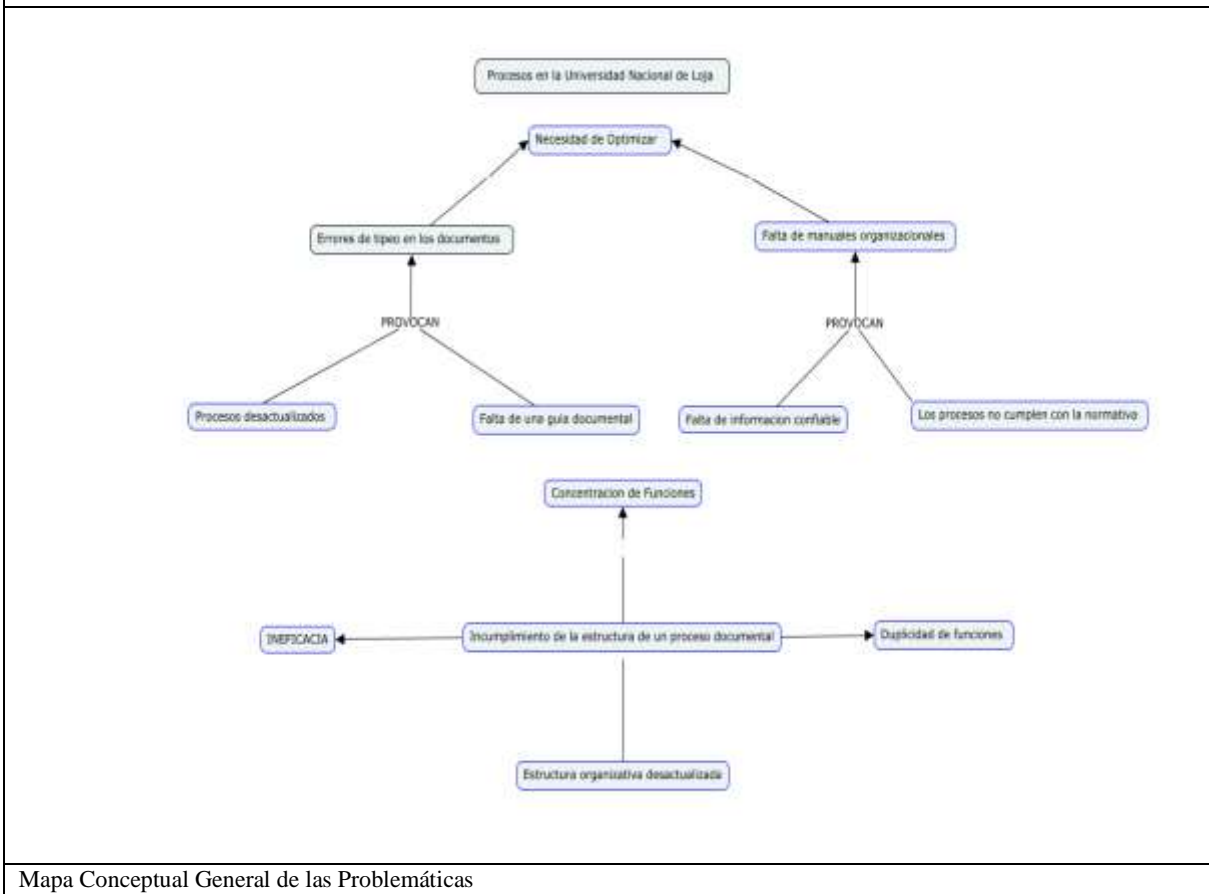 Procesos en la Universidad Nacional de Loja
Necesidad de Optimizar
Errores de tipeo en los documentos
Falta de manuales organizacionales
PROVOCAN
PROVOCAN
Procesos desactualizados
Falta de una guia documental
Falta de informacion confiable
Los procesos no cumplen con la normativa
Concentracion de Funciones
INEFICACIA
Incumplimiento de la estructura de un proceso documental
Duplicidad de funciones
Estructura organizativa desactualizada
Mapa Conceptual General de las Problemáticas